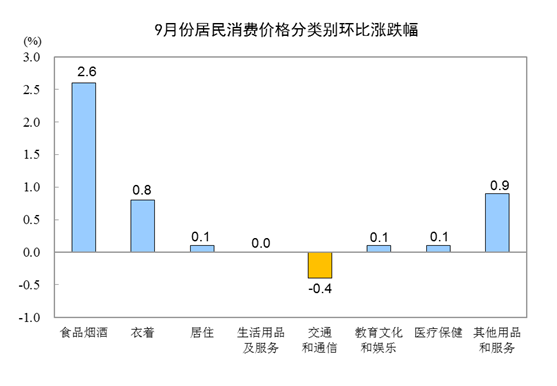 9月份居民消费价格分类别环比涨跌幅
(%)
3.0
2.5
2.0
1.5
1.0
0.5
0.0
-0.5
-1.0
2.6
0.8
0.1
0.0
-0.4
0.1
0.1
0.9
食品烟酒
衣着
居住
生活用品
及服务
交通
和通信
教育文化
和娱乐
医疗保健
其他用品
和服务